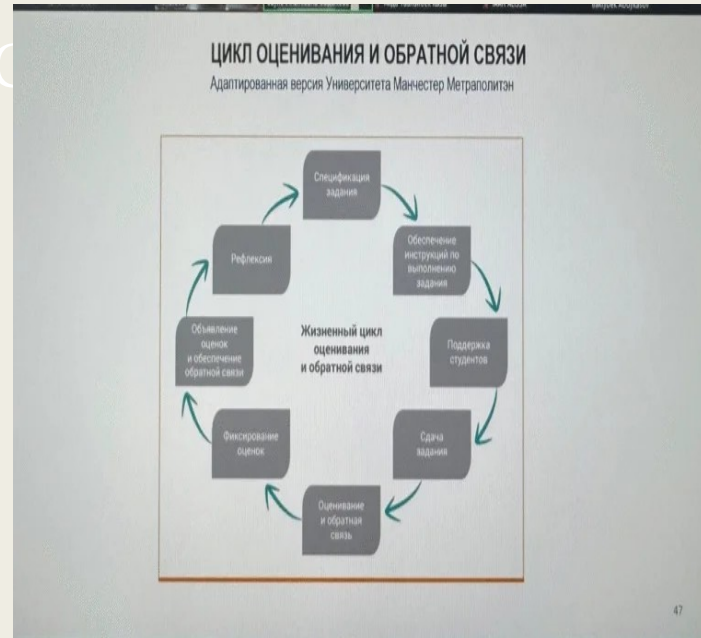 ЦИКЛ ОЦЕНИВАНИЯ И ОБРАТНОЙ СВЯЗИ
Адаптированная версия Университета Манчестер Метраполитэн
Спецификация
задания
Обеспечение
инструкций по
выполнению
задания
Поддержка
студентов
Сдача
задания
Оценивание
и обратная
связь
Фиксирование
оценок
Объявление
оценок
и обеспечение
обратной связи
Рефлексия
Жизненный цикл
оценивания
и обратной связи
47